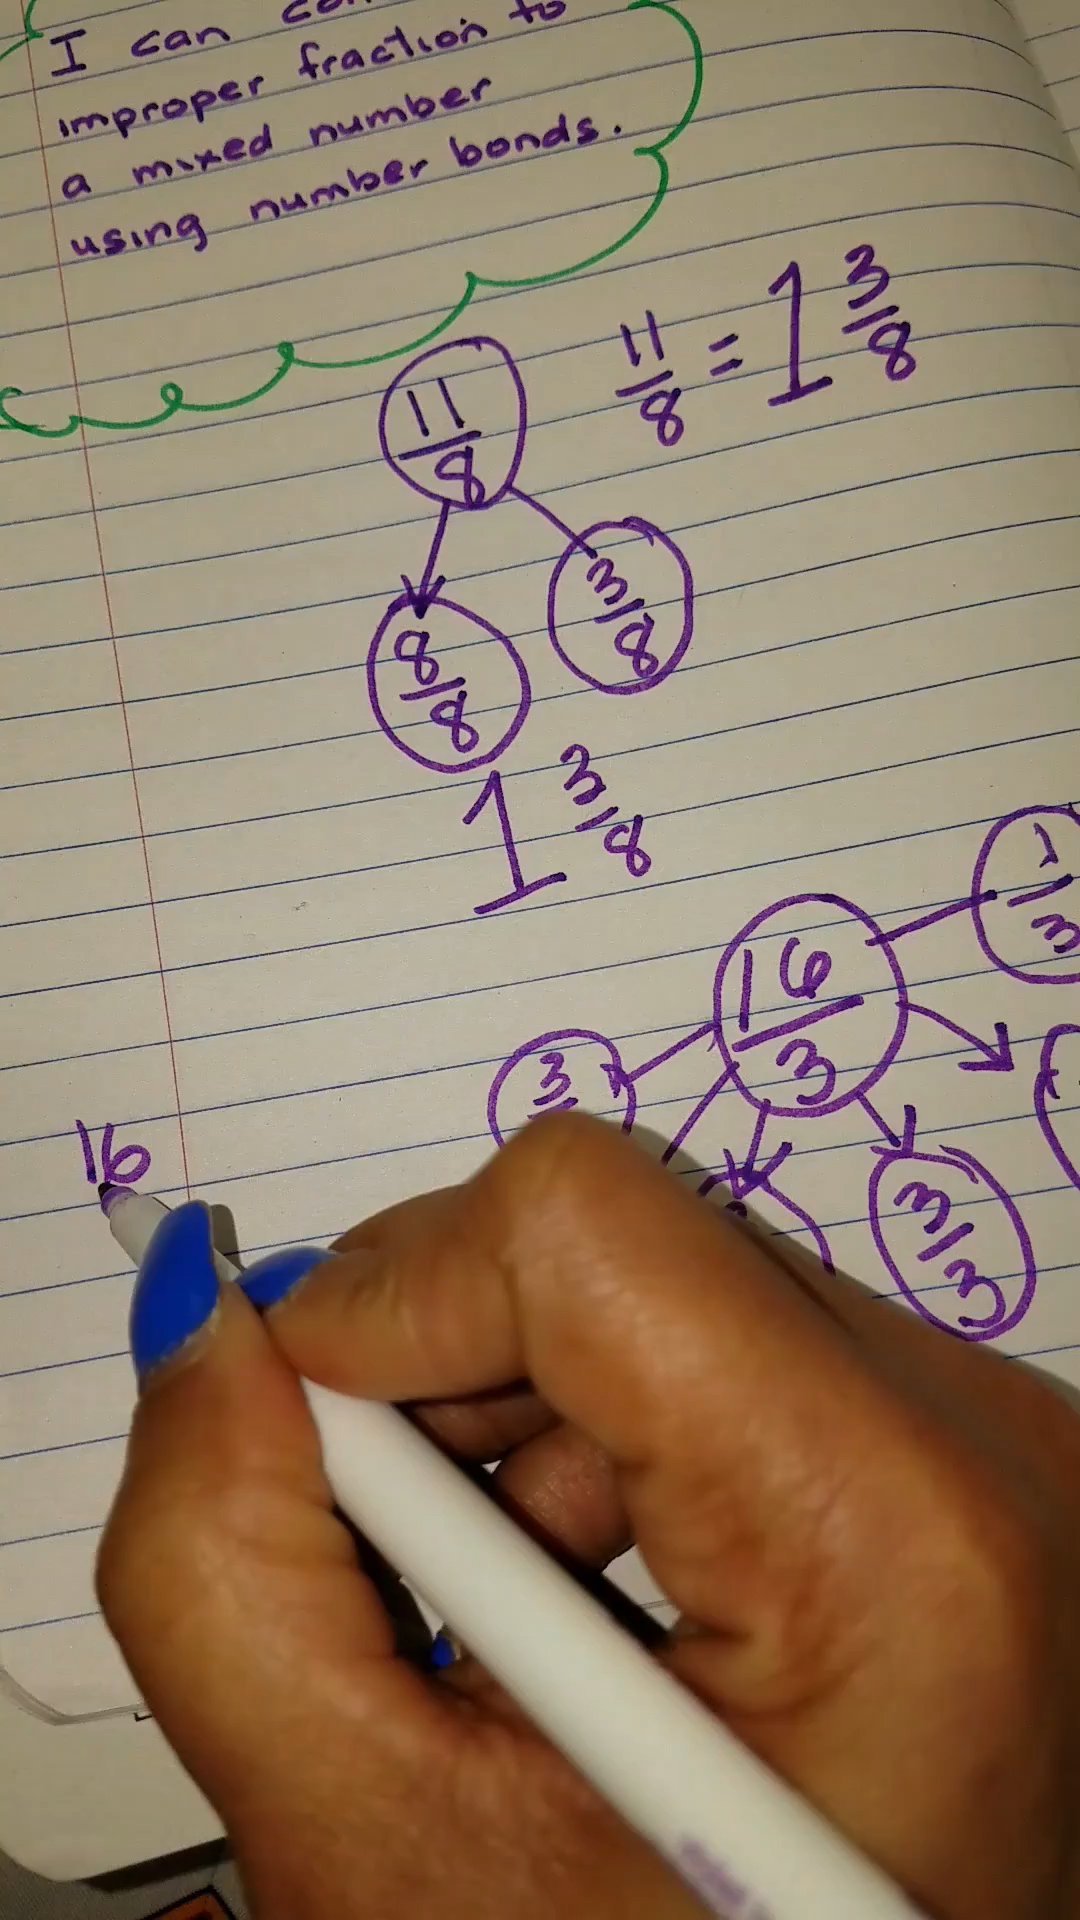 I can
improper fraction to
a mixed number
using number bonds.
11/8 = 1 3/8
11/8
8/8 3/8
1 3/8
1/3
16/3
3
3/3
16